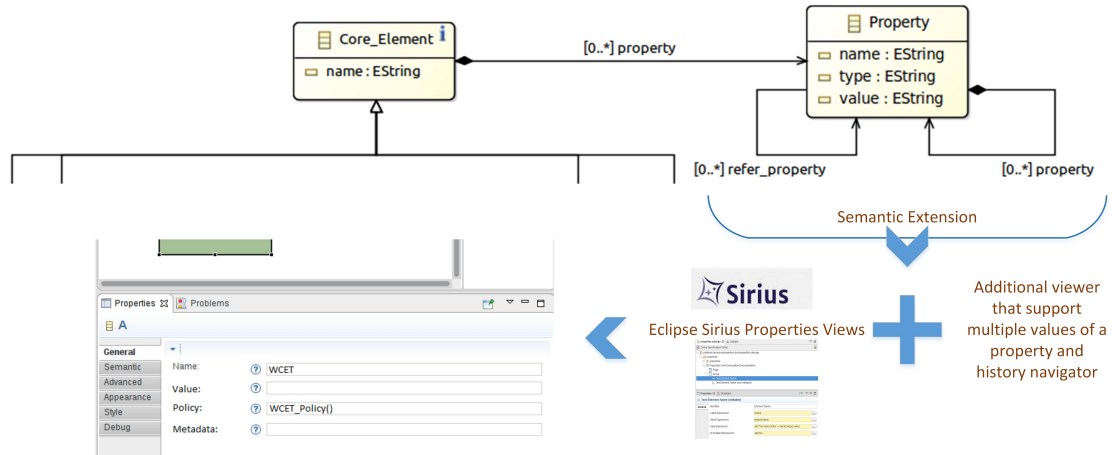 Core_Element
name : EString
[0..*] property
Property
name : EString
type : EString
value : EString
[0..*] refer_property
[0..*] property
Semantic Extension
Sirius
Eclipse Sirius Properties Views
Additional viewer
that support
multiple values of a
property and
history navigator
Properties
Problems
A
General
Semantic
Advanced
Appearance
Style
Debug
Name:
WCET
Value:
Policy:
WCET_Policy()
Metadata: